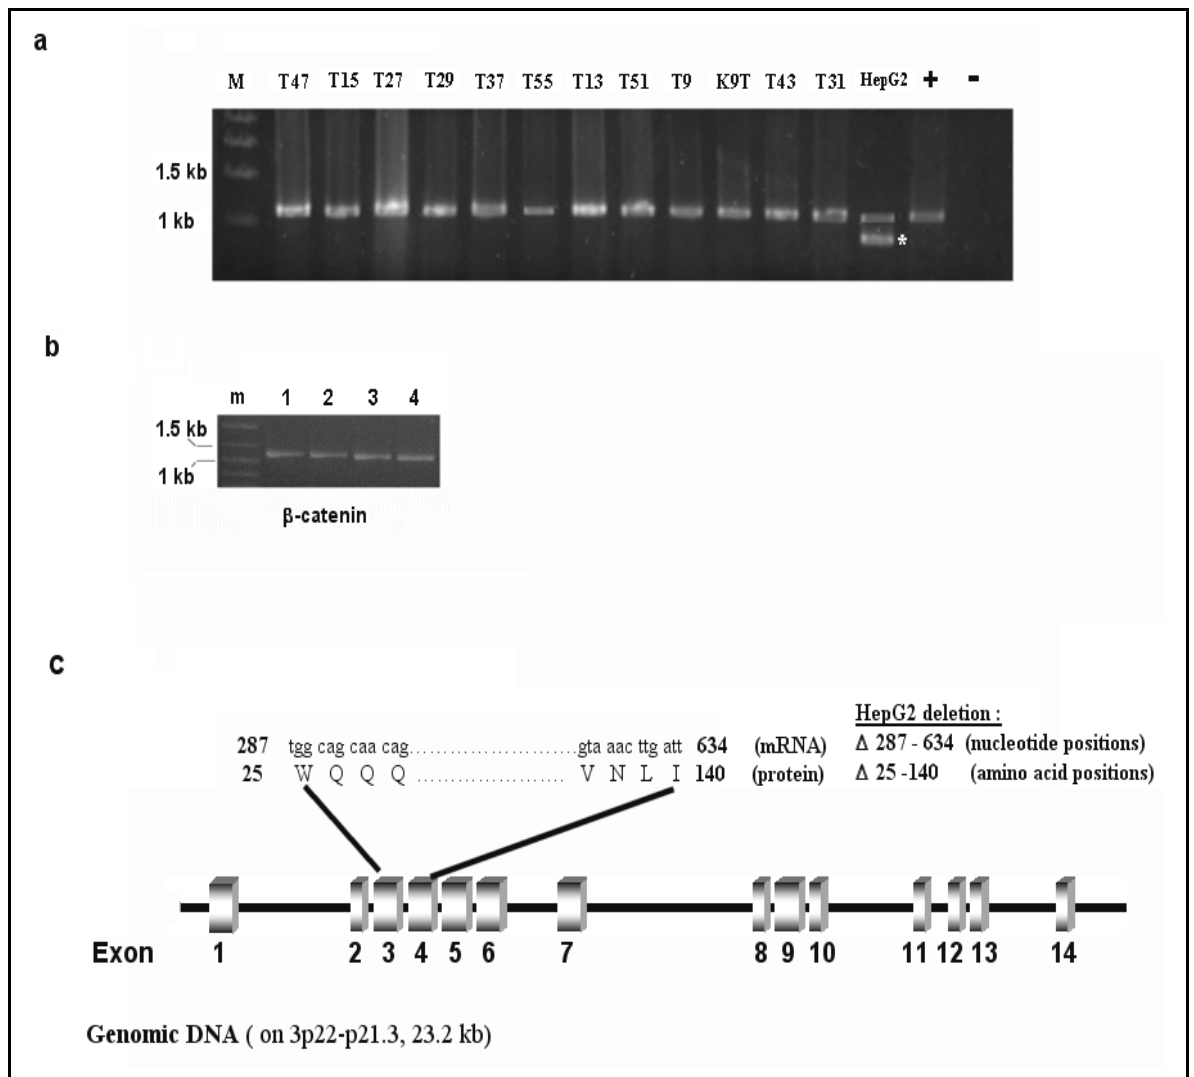 a
M T47 T15 T27 T29 T37 T55 T13 T51 T9 K9T T43 T31 HepG2 + -
1.5 kb
1 kb
*
b
m 1 2 3 4
1.5 kb
1 kb
β-catenin
c
HepG2 deletion :
287 tgg cag caa cag........................gta aac ttg att 634 (mRNA) Δ 287 - 634 (nucleotide positions)
25 W Q Q Q ...................... V N L I 140 (protein) Δ 25 -140 (amino acid positions)
Exon 1 2 3 4 5 6 7 8 9 10 11 12 13 14
Genomic DNA ( on 3p22-p21.3, 23.2 kb)